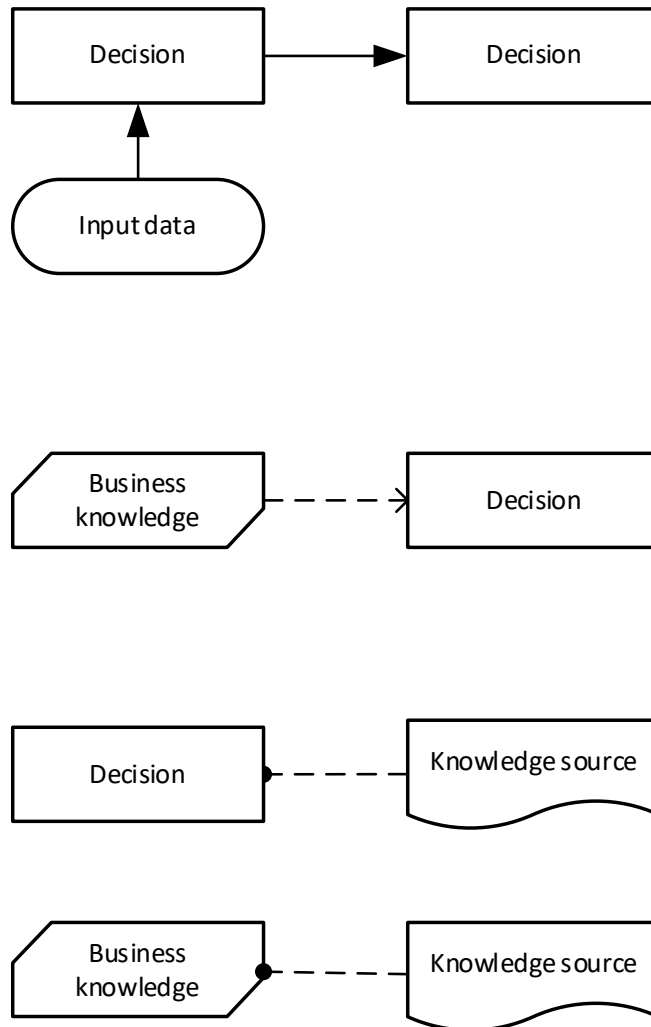 Decision
Decision
Input data
Business
knowledge
Decision
Decision
Knowledge source
Business
knowledge
Knowledge source